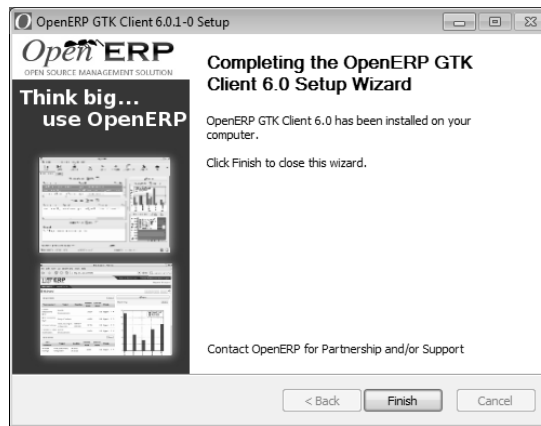 OpenERP GTK Client 6.0.1-0 Setup
Open ERP
OPEN SOURCE MANAGEMENT SOLUTION
Think big...
use OpenERP
Completing the OpenERP GTK
Client 6.0 Setup Wizard
OpenERP GTK Client 6.0 has been installed on your
computer.
Click Finish to close this wizard.
Contact OpenERP for Partnership and/or Support
< Back
Finish
Cancel